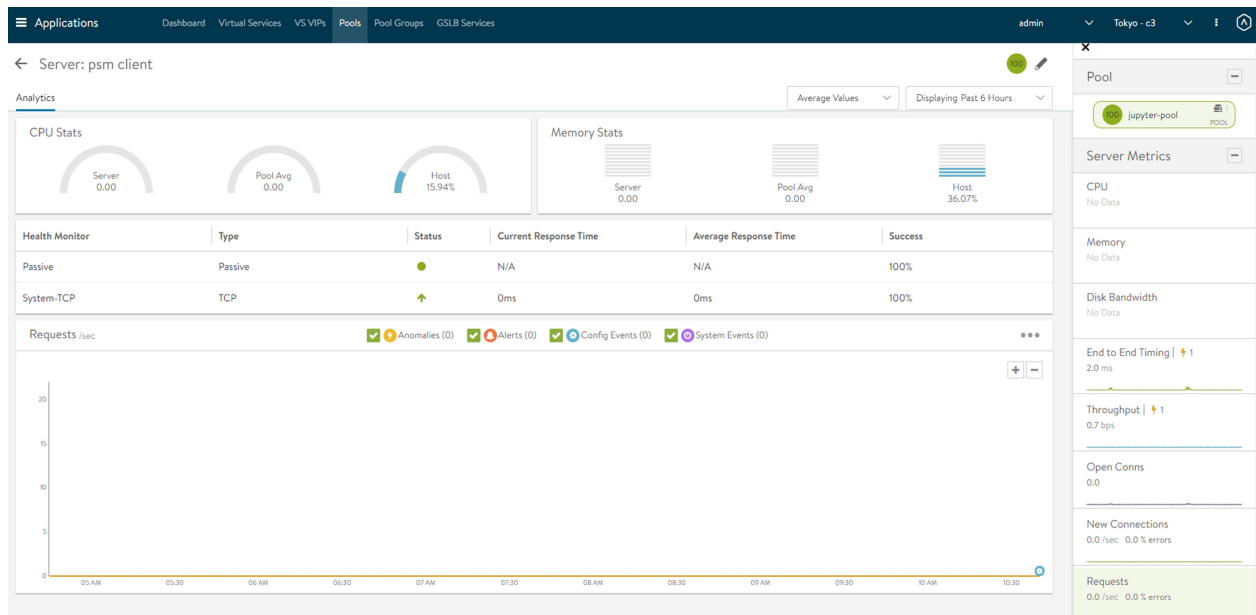 Applications Dashboard Virtual Services VS VIPs Pools Pool Groups GSLB Services admin Tokyo - c3
Server: psm client 100
Analytics Average Values Displaying Past 6 Hours
CPU Stats
Server
0.00
Pool Avg
0.00
Host
15.94%
Memory Stats
Server
0.00
Pool Avg
0.00
Host
36.07%
Health Monitor Type Status Current Response Time Average Response Time Success
Passive Passive N/A N/A 100%
System-TCP TCP 0ms 0ms 100%
Requests /sec Anomalies (0) Alerts (0) Config Events (0) System Events (0)
20
15
10
5
0
05 AM 05:30 06 AM 06:30 07 AM 07:30 08 AM 08:30 09 AM 09:30 10 AM 10:30
Pool
100 jupyter-pool 1
POOL
Server Metrics
CPU
No Data
Memory
No Data
Disk Bandwidth
No Data
End to End Timing | 1
2.0 ms
Throughput | 1
0.7 bps
Open Conns
0.0
New Connections
0.0 /sec 0.0 % errors
Requests
0.0 /sec 0.0 % errors